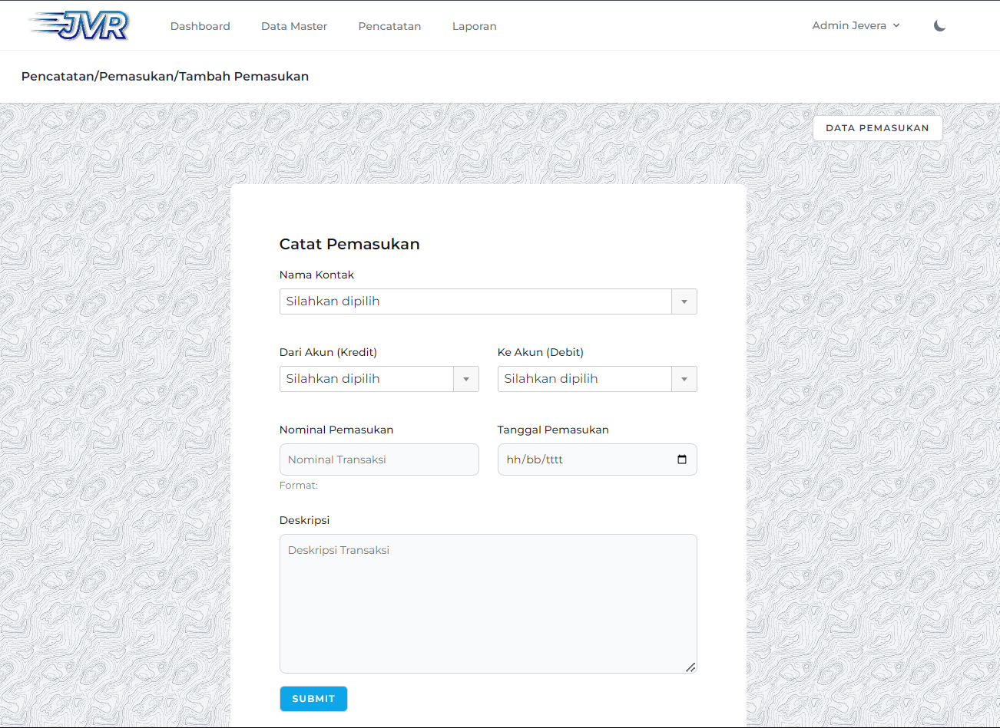 JVR
Dashboard Data Master Pencatatan Laporan Admin Jevera
Pencatatan/Pemasukan/Tambah Pemasukan
DATA PEMASUKAN
Catat Pemasukan
Nama Kontak
Silahkan dipilih
Dari Akun (Kredit) Ke Akun (Debit)
Silahkan dipilih Silahkan dipilih
Nominal Pemasukan Tanggal Pemasukan
Nominal Transaksi hh/bb/tttt
Format:
Deskripsi
Deskripsi Transaksi
SUBMIT